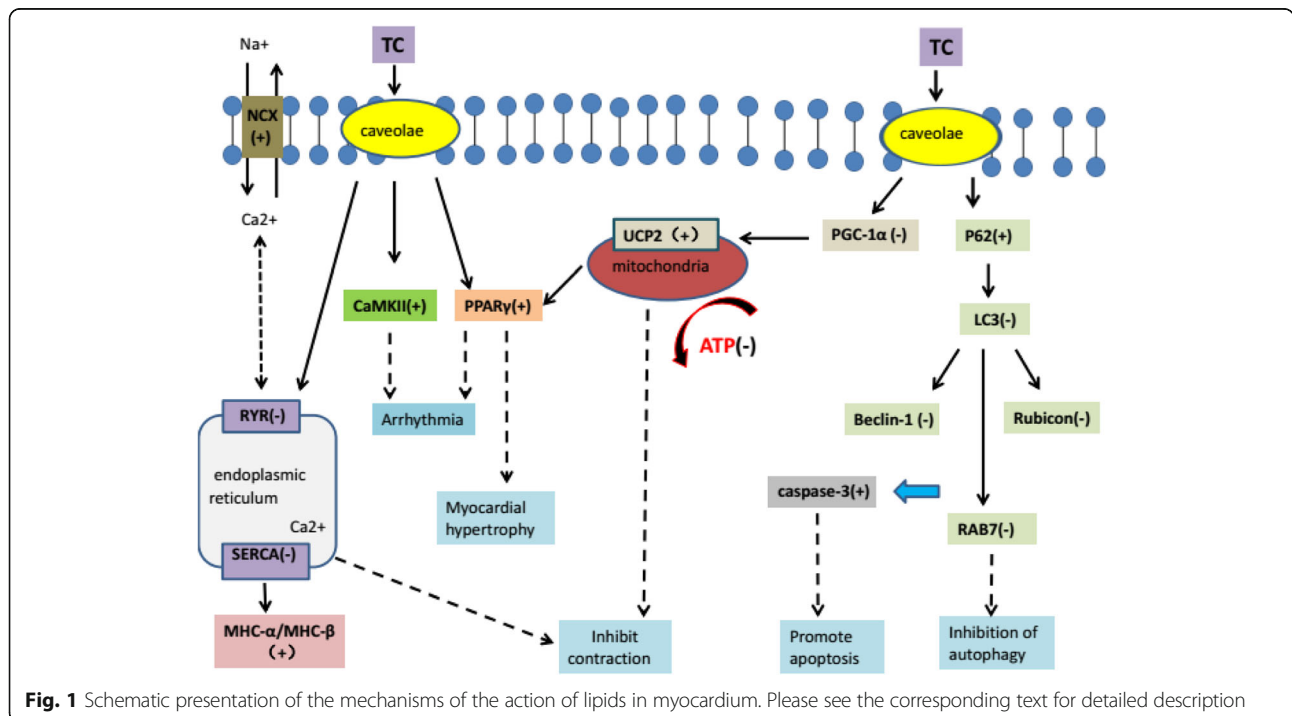 Na+
TC
TC
NCX
(+)
caveolae
caveolae
Ca2+
UCP2 (+)
mitochondria
PGC-1α (-)
P62(+)
CaMKII(+)
PPARγ(+)
ATP(-)
LC3(-)
RYR(-)
Arrhythmia
Beclin-1 (-)
Rubicon(-)
endoplasmic
reticulum
Ca2+
SERCA(-)
Myocardial
hypertrophy
caspase-3(+)
RAB7(-)
MHC-α/MHC-β
(+)
Inhibit
contraction
Promote
apoptosis
Inhibition of
autophagy
Fig. 1 Schematic presentation of the mechanisms of the action of lipids in myocardium. Please see the corresponding text for detailed description